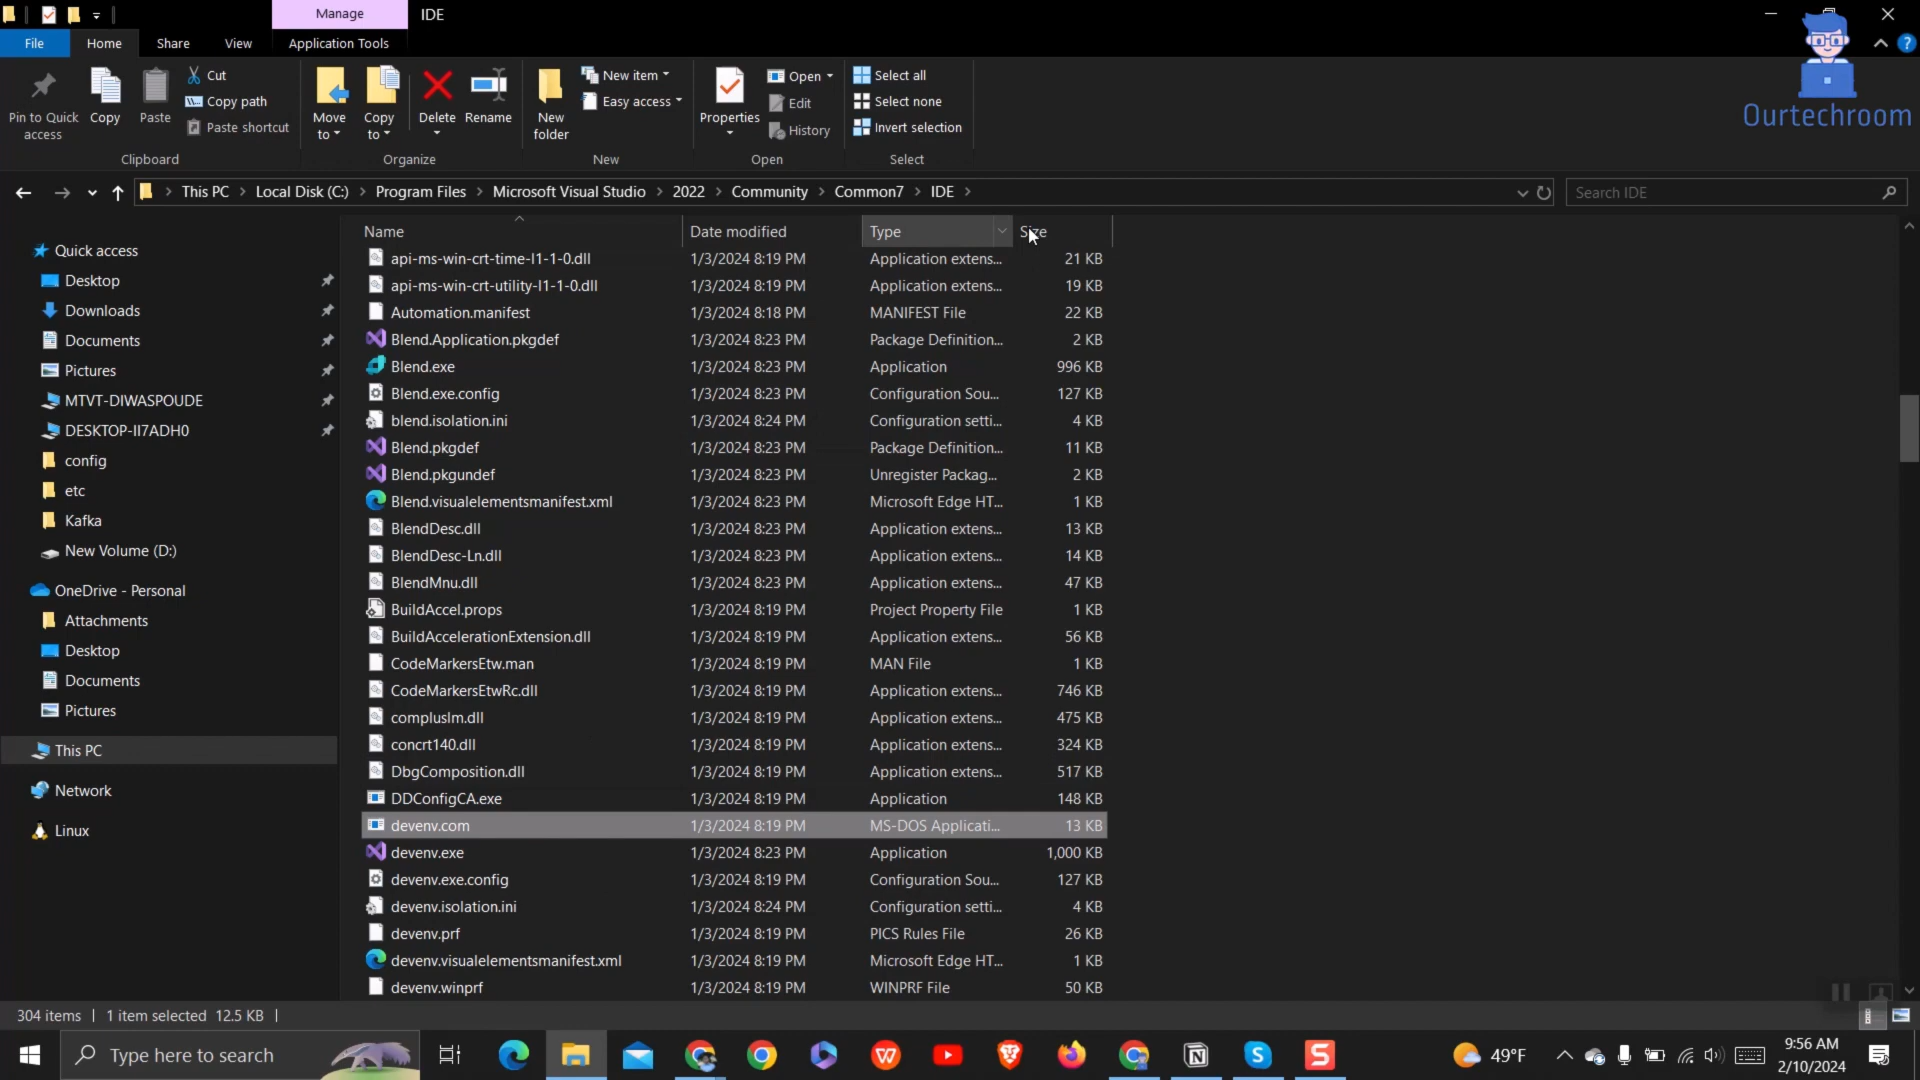 Manage
IDE
File
Home
Share
View
Application Tools
Pin to Quick access
Copy
Paste
Cut
Copy path
Paste shortcut
Clipboard
Move to
Copy to
Delete
Rename
Organize
New folder
New item
Easy access
New
Properties
Open
Edit
History
Open
Select all
Select none
Invert selection
Select
Ourtechroom
This PC > Local Disk (C:) > Program Files > Microsoft Visual Studio > 2022 > Community > Common7 > IDE >
Search IDE
Quick access
Desktop
Downloads
Documents
Pictures
MTVT-DIWASPOUDE
DESKTOP-II7ADH0
config
etc
Kafka
New Volume (D:)
OneDrive - Personal
Attachments
Desktop
Documents
Pictures
This PC
Network
Linux
Name Date modified Type Size
api-ms-win-crt-time-l1-1-0.dll 1/3/2024 8:19 PM Application extens... 21 KB
api-ms-win-crt-utility-l1-1-0.dll 1/3/2024 8:19 PM Application extens... 19 KB
Automation.manifest 1/3/2024 8:18 PM MANIFEST File 22 KB
Blend.Application.pkgdef 1/3/2024 8:23 PM Package Definition... 2 KB
Blend.exe 1/3/2024 8:23 PM Application 996 KB
Blend.exe.config 1/3/2024 8:23 PM Configuration Sou... 127 KB
blend.isolation.ini 1/3/2024 8:24 PM Configuration setti... 4 KB
Blend.pkgdef 1/3/2024 8:23 PM Package Definition... 11 KB
Blend.pkgundef 1/3/2024 8:23 PM Unregister Packag... 2 KB
Blend.visualelementsmanifest.xml 1/3/2024 8:23 PM Microsoft Edge HT... 1 KB
BlendDesc.dll 1/3/2024 8:23 PM Application extens... 13 KB
BlendDesc-Ln.dll 1/3/2024 8:23 PM Application extens... 14 KB
BlendMnu.dll 1/3/2024 8:23 PM Application extens... 47 KB
BuildAccel.props 1/3/2024 8:19 PM Project Property File 1 KB
BuildAccelerationExtension.dll 1/3/2024 8:19 PM Application extens... 56 KB
CodeMarkersEtw.man 1/3/2024 8:19 PM MAN File 1 KB
CodeMarkersEtwRc.dll 1/3/2024 8:19 PM Application extens... 746 KB
compluslm.dll 1/3/2024 8:19 PM Application extens... 475 KB
concrt140.dll 1/3/2024 8:19 PM Application extens... 324 KB
DbgComposition.dll 1/3/2024 8:19 PM Application extens... 517 KB
DDConfigCA.exe 1/3/2024 8:19 PM Application 148 KB
devenv.com 1/3/2024 8:19 PM MS-DOS Applicati... 13 KB
devenv.exe 1/3/2024 8:23 PM Application 1,000 KB
devenv.exe.config 1/3/2024 8:19 PM Configuration Sou... 127 KB
devenv.isolation.ini 1/3/2024 8:24 PM Configuration setti... 4 KB
devenv.prf 1/3/2024 8:19 PM PICS Rules File 26 KB
devenv.visualelementsmanifest.xml 1/3/2024 8:19 PM Microsoft Edge HT... 1 KB
devenv.winprf 1/3/2024 8:19 PM WINPRF File 50 KB
304 items
1 item selected 12.5 KB
Type here to search
49°F
9:56 AM
2/10/2024